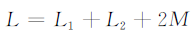 L = L₁ + L₂ + 2M